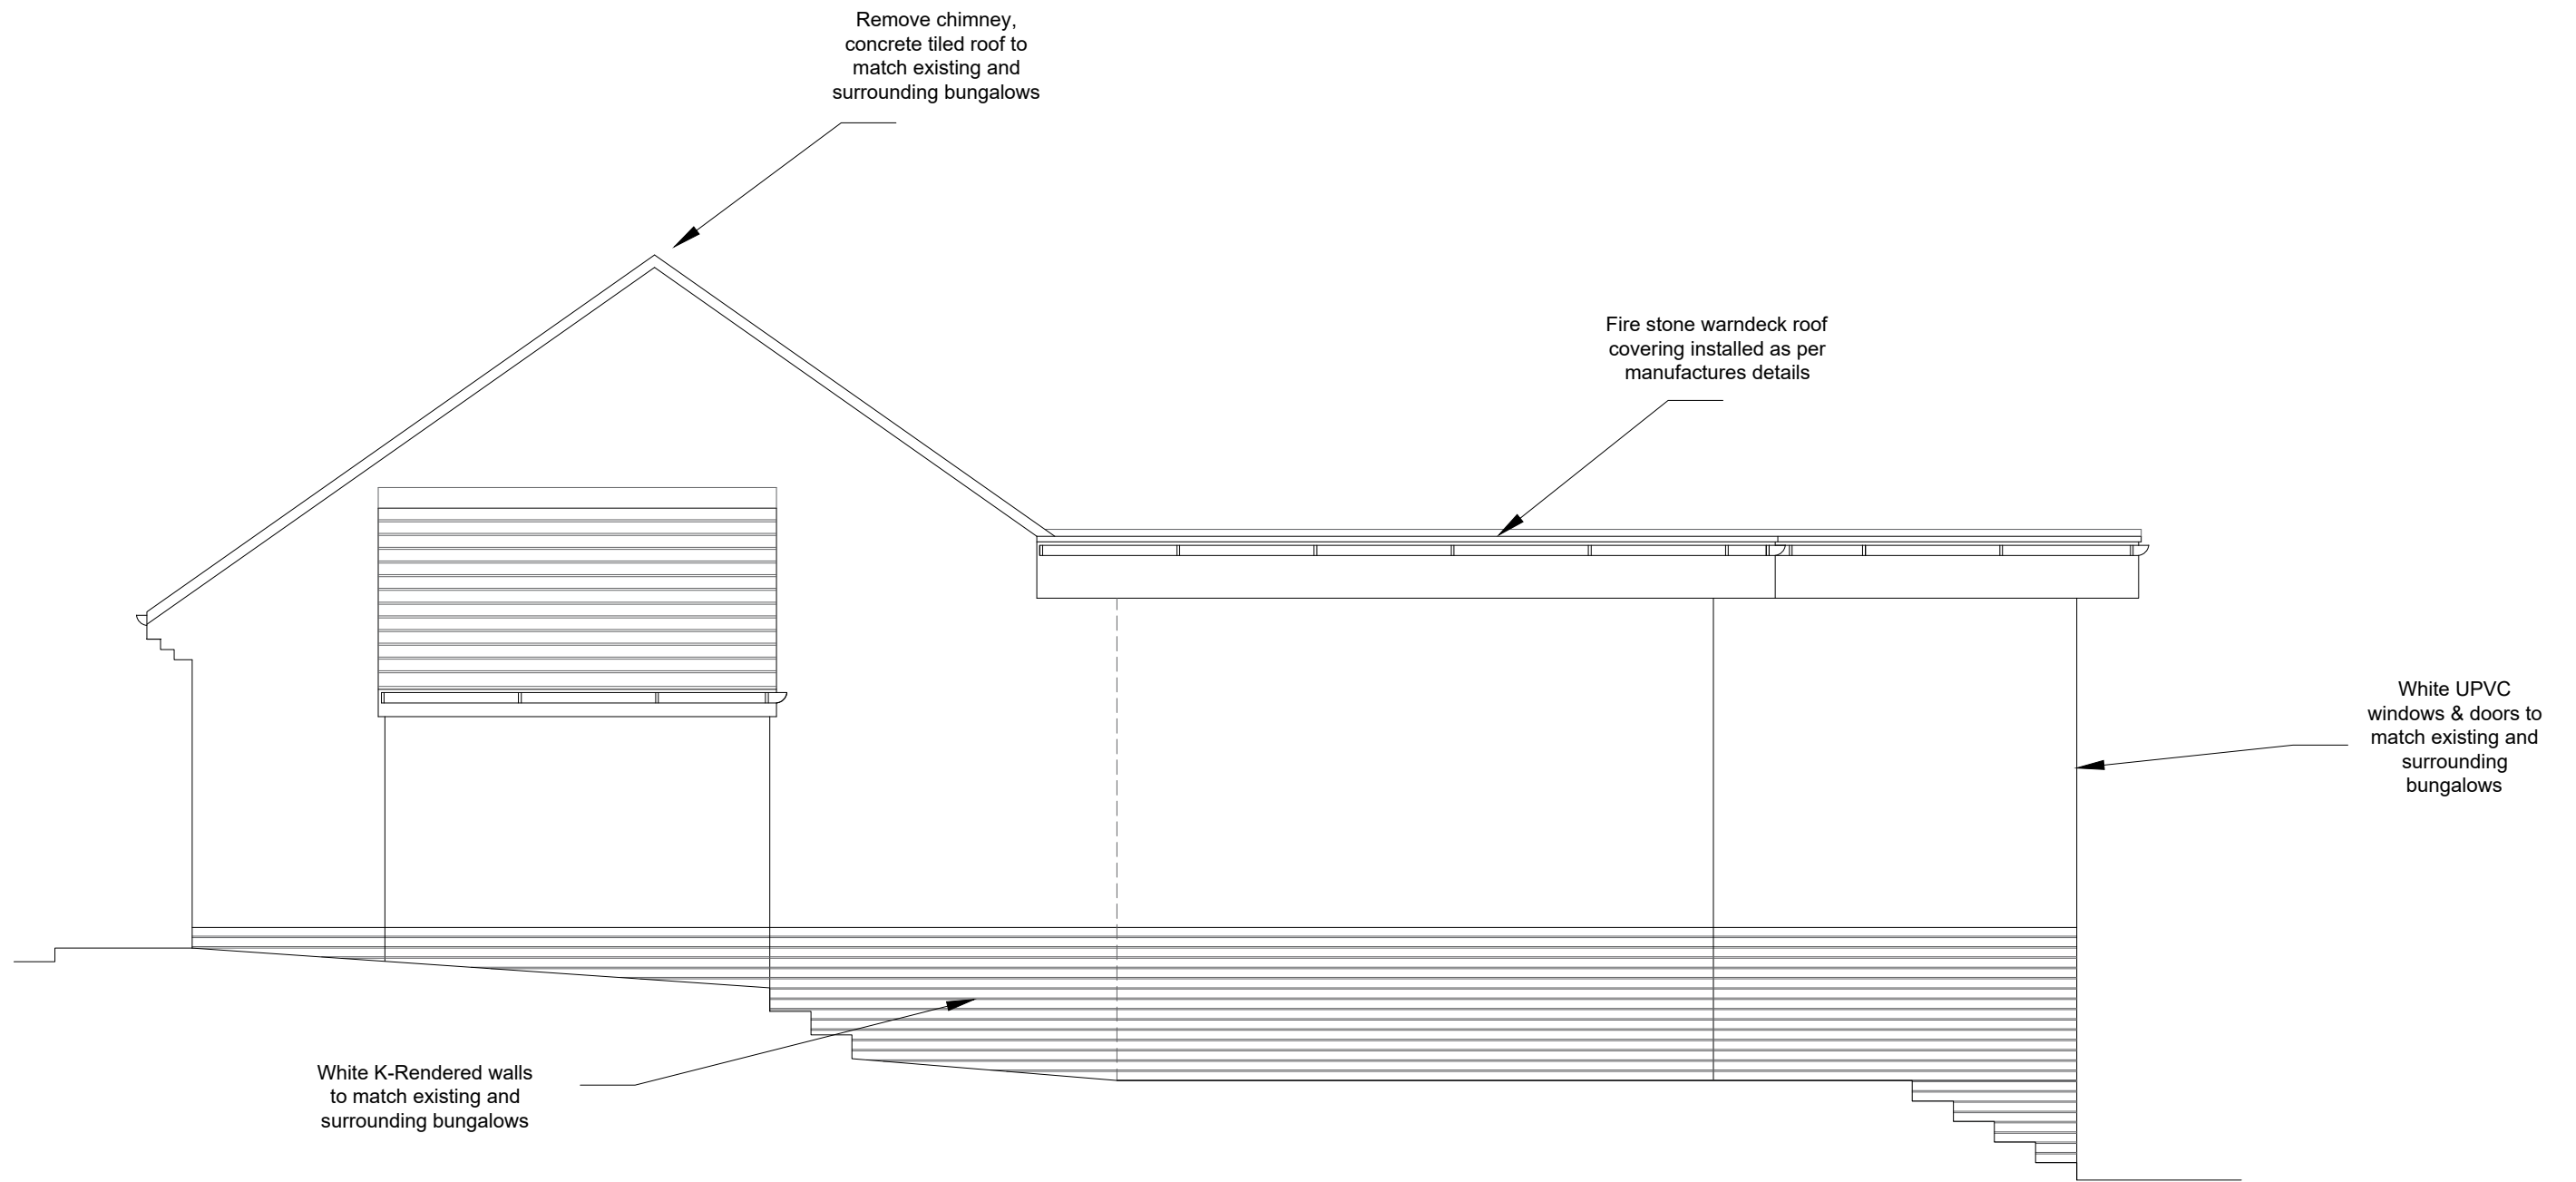 Remove chimney,
concrete tiled roof to
match existing and
surrounding bungalows
Fire stone warndeck roof
covering installed as per
manufactures details
White UPVC
windows & doors to
match existing and
surrounding
bungalows
White K-Rendered walls
to match existing and
surrounding bungalows